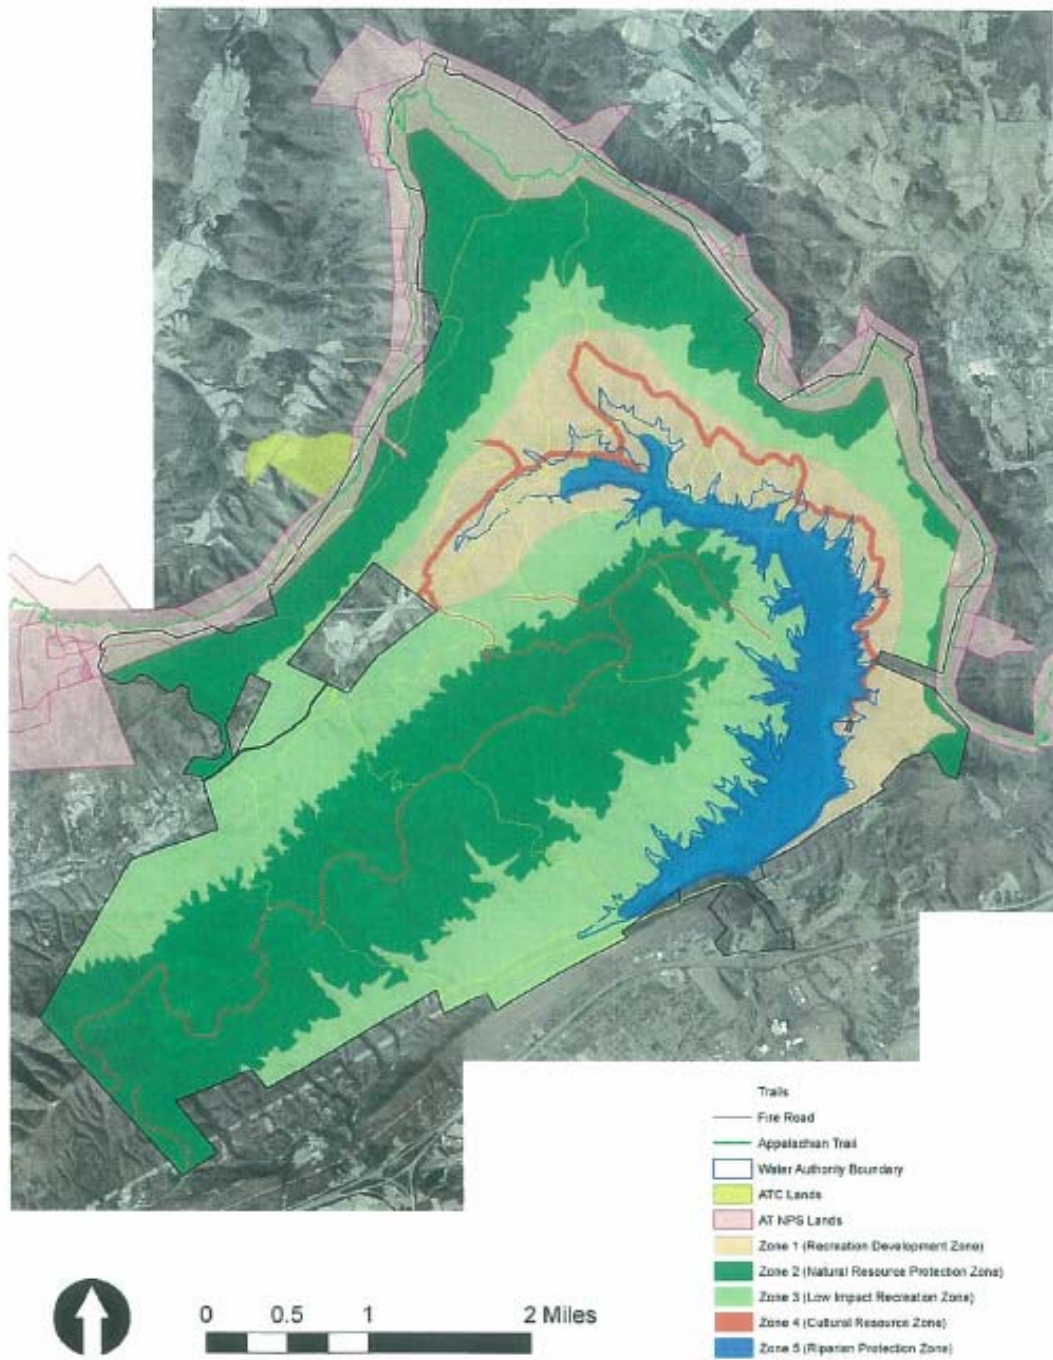 Trails
Fire Road
Appalachian Trail
Water Authority Boundary
ATC Lands
AT NPS Lands
Zone 1 (Recreation Development Zone)
Zone 2 (Natural Resource Protection Zone)
Zone 3 (Low Impact Recreation Zone)
Zone 4 (Cultural Resource Zone)
Zone 5 (Riparian Protection Zone)
0 0.5 1 2 Miles